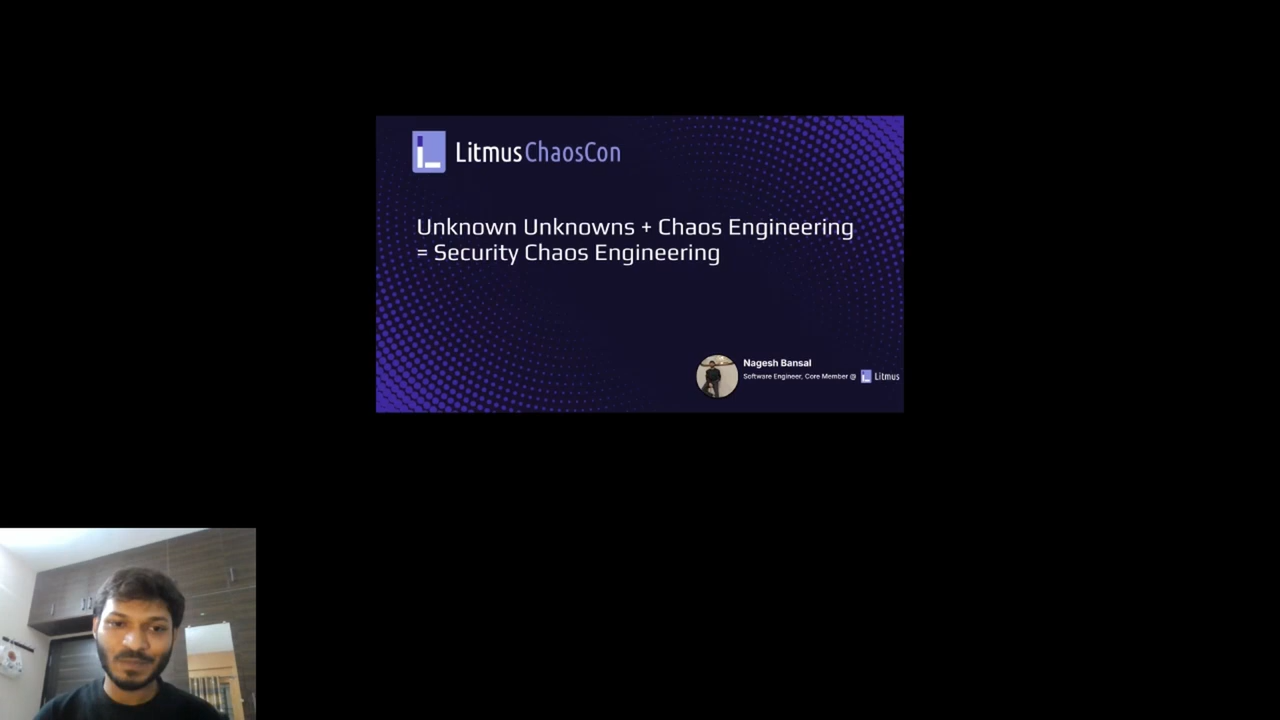 Litmus ChaosCon
Unknown Unknowns + Chaos Engineering
= Security Chaos Engineering
Nagesh Bansal
Software Engineer, Core Member @ Litmus